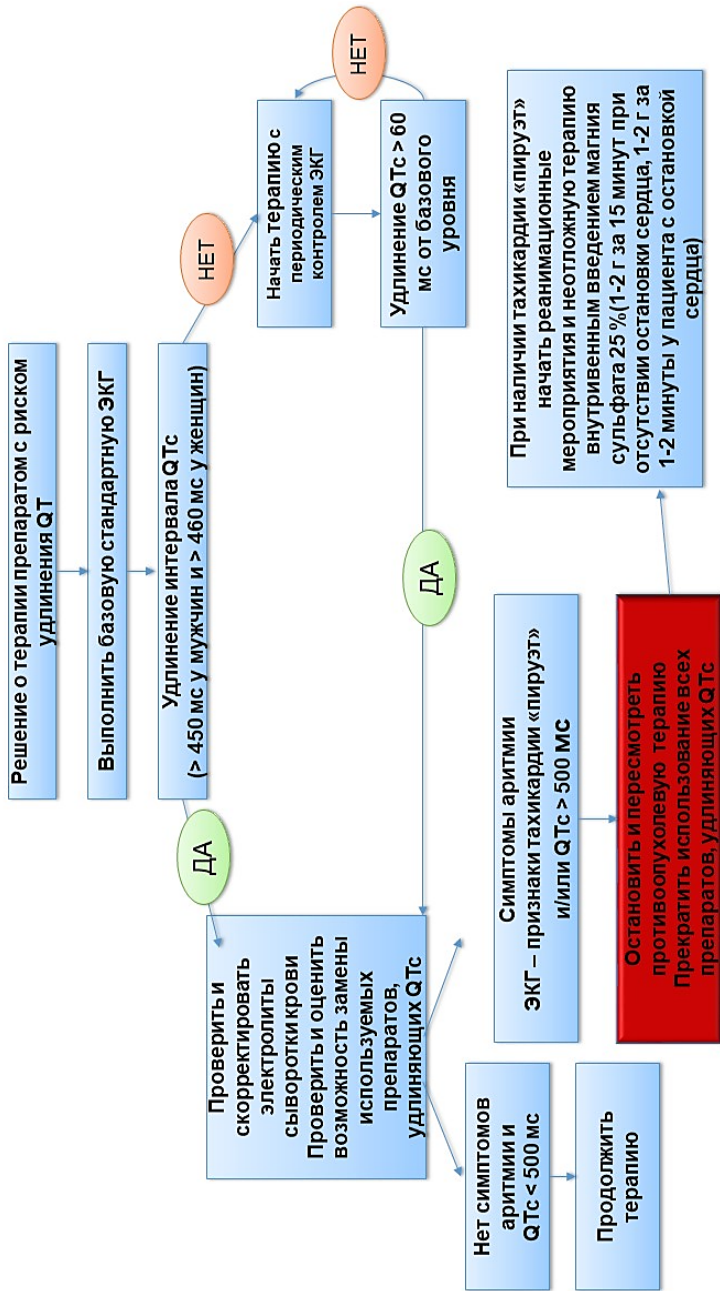 Решение о терапии препаратом с риском
удлинения QT
Выполнить базовую стандартную ЭКГ
Удлинение интервала QTc
(> 450 мс у мужчин и > 460 мс у женщин)
ДА
НЕТ
Проверить и
скорректировать
электролиты
сыворотки крови
Проверить и оценить
возможность замены
используемых
препаратов,
удлиняющих QTc
Начать терапию с
периодическим
контролем ЭКГ
НЕТ
Удлинение QTc > 60
мс от базового
уровня
ДА
Нет симптомов
аритмии и
QTc < 500 мс
Продолжить
терапию
Симптомы аритмии
ЭКГ – признаки тахикардии «пируэт»
и/или QTc > 500 мс
Остановить и пересмотреть
противоопухолевую терапию
Прекратить использование всех
препаратов, удлиняющих QTc
При наличии тахикардии «пируэт»
начать реанимационные
мероприятия и неотложную терапию
внутривенным введением магния
сульфата 25 %(1-2 г за 15 минут при
отсутствии остановки сердца, 1-2 г за
1-2 минуты у пациента с остановкой
сердца)